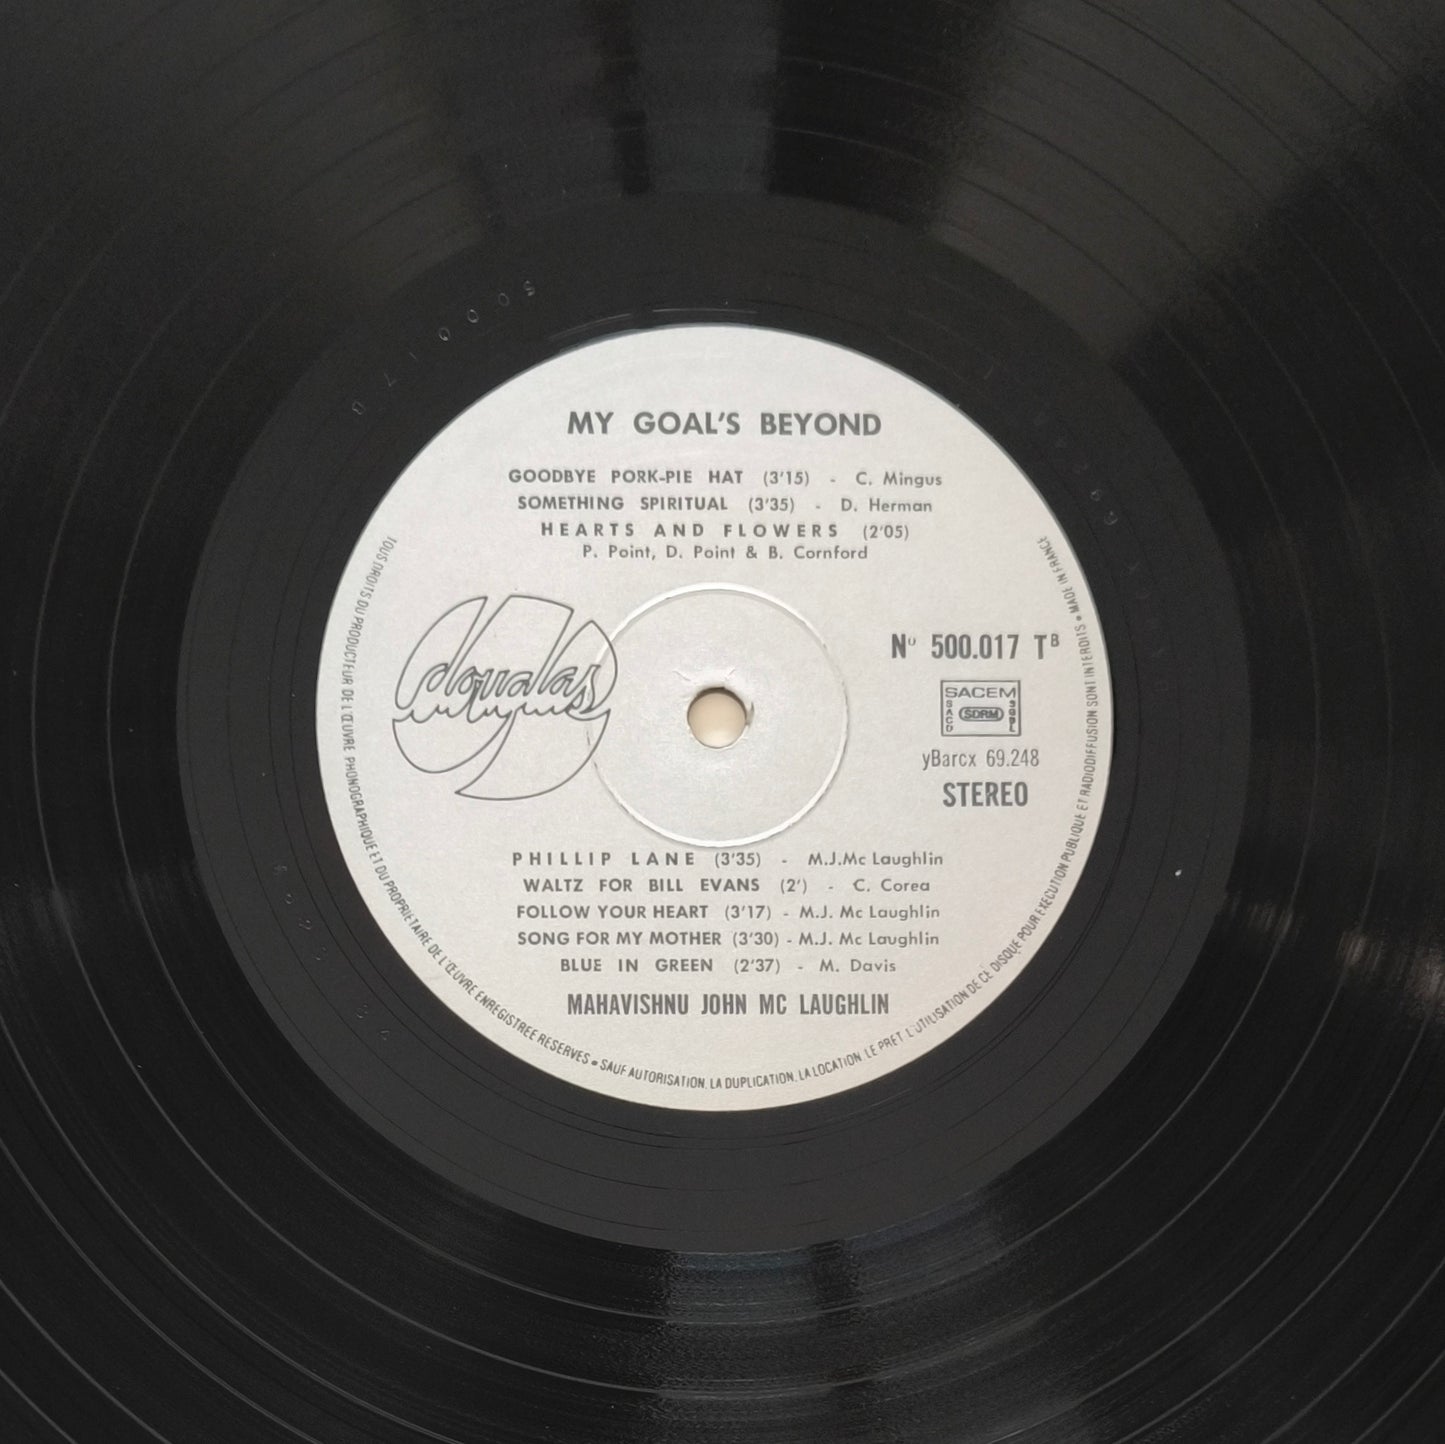 MY GOAL'S BEYOND
GOODBYE PORK-PIE HAT (3'15) - C. Mingus
SOMETHING SPIRITUAL (3'35) - D. Herman
HEARTS AND FLOWERS (2'05)
P. Point, D. Point & B. Cornford
douglas
Nº 500.017 Tᴮ
SACEM
SACD SDRM SGDL
yBarcx 69.248
STEREO
PHILLIP LANE (3'35) - M.J.Mc Laughlin
WALTZ FOR BILL EVANS (2') - C. Corea
FOLLOW YOUR HEART (3'17) - M.J. Mc Laughlin
SONG FOR MY MOTHER (3'30) - M.J. Mc Laughlin
BLUE IN GREEN (2'37) - M. Davis
MAHAVISHNU JOHN MC LAUGHLIN
TOUS DROITS DU PRODUCTEUR DE L'ŒUVRE PHONOGRAPHIQUE ET DU PROPRIETAIRE DE L'ŒUVRE ENREGISTREE RESERVES • SAUF AUTORISATION, LA DUPLICATION, LA LOCATION, LE PRET, L'UTILISATION DE CE DISQUE POUR EXECUTION PUBLIQUE ET RADIODIFFUSION SONT INTERDITS • MADE IN FRANCE